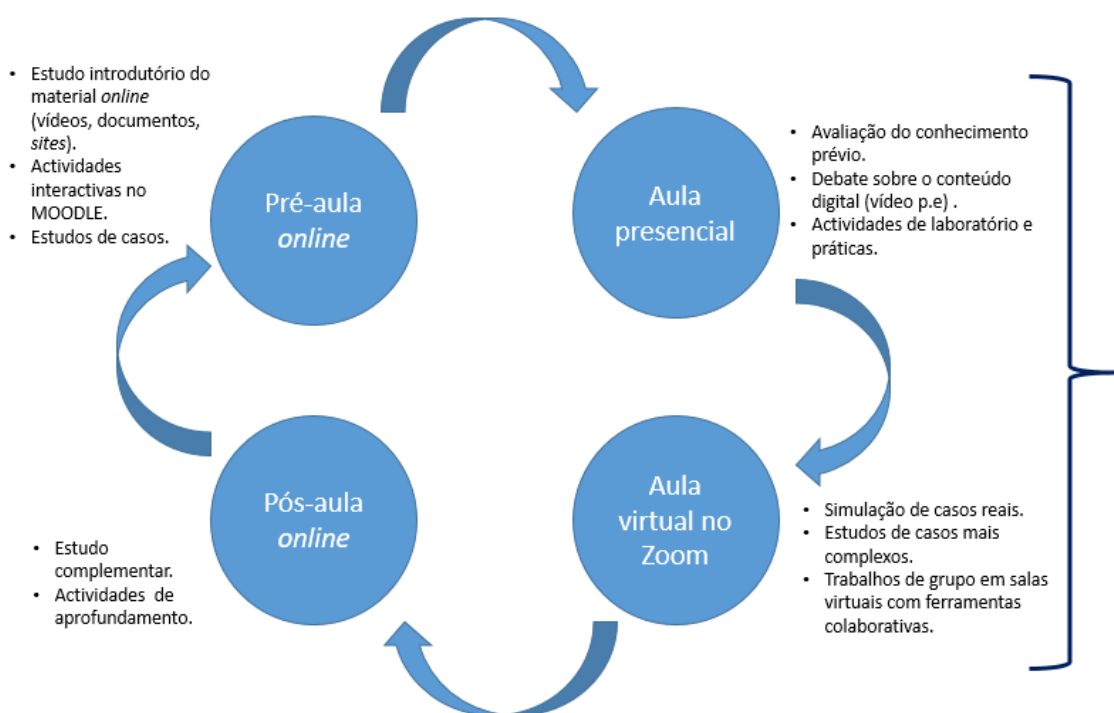 • Estudo introdutório do
material online
(vídeos, documentos,
sites).
• Actividades
interactivas no
MOODLE.
• Estudos de casos.
Pré-aula
online
Aula
presencial
• Avaliação do conhecimento
prévio.
• Debate sobre o conteúdo
digital (vídeo p.e) .
• Actividades de laboratório e
práticas.
Aula
virtual no
Zoom
• Simulação de casos reais.
• Estudos de casos mais
complexos.
• Trabalhos de grupo em salas
virtuais com ferramentas
colaborativas.
Pós-aula
online
• Estudo
complementar.
• Actividades de
aprofundamento.